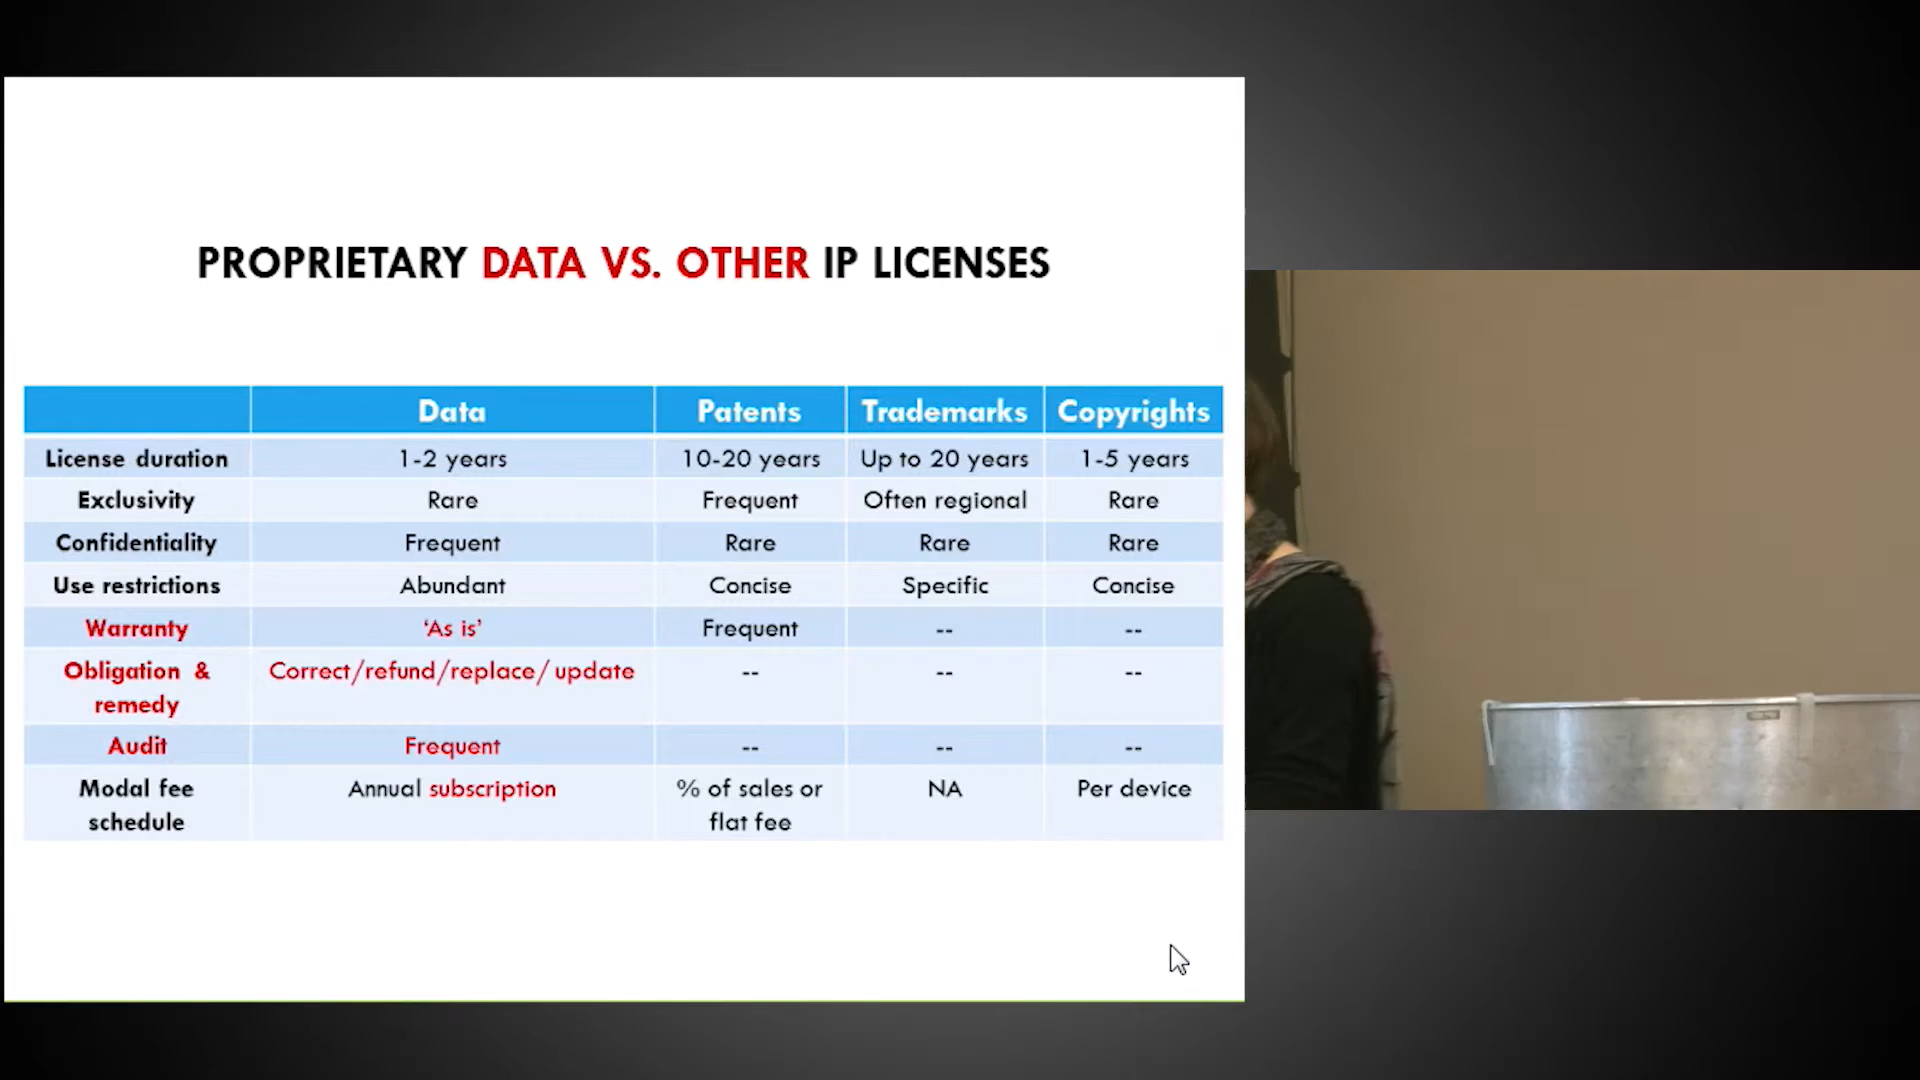 PROPRIETARY DATA VS. OTHER IP LICENSES
Data Patents Trademarks Copyrights
License duration 1-2 years 10-20 years Up to 20 years 1-5 years
Exclusivity Rare Frequent Often regional Rare
Confidentiality Frequent Rare Rare Rare
Use restrictions Abundant Concise Specific Concise
Warranty ‘As is’ Frequent -- --
Obligation & Correct/refund/replace/ update -- -- --
remedy
Audit Frequent -- -- --
Modal fee Annual subscription % of sales or NA Per device
schedule flat fee